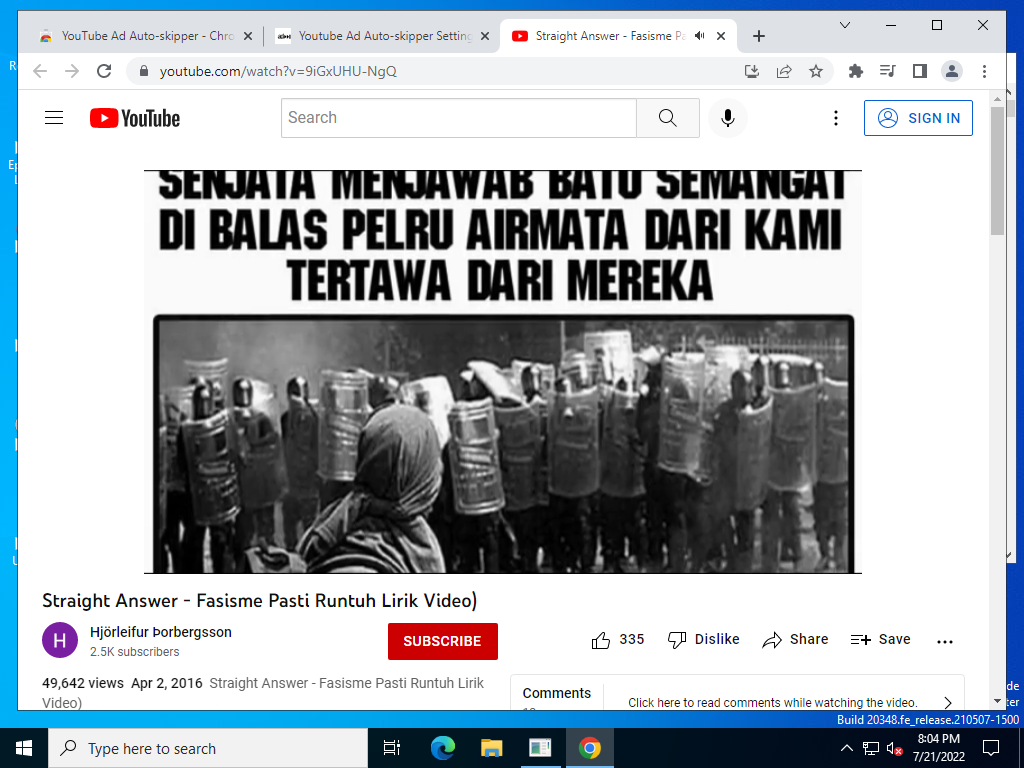 YouTube Ad Auto-skipper - Chro
Youtube Ad Auto-skipper Setting
Straight Answer - Fasisme Pa
youtube.com/watch?v=9iGxUHU-NgQ
YouTube
Search
SIGN IN
SENJATA MENJAWAB BATU SEMANGAT
DI BALAS PELRU AIRMATA DARI KAMI
TERTAWA DARI MEREKA
Straight Answer - Fasisme Pasti Runtuh Lirik Video)
H
Hjörleifur Þorbergsson
2.5K subscribers
SUBSCRIBE
335
Dislike
Share
Save
49,642 views Apr 2, 2016 Straight Answer - Fasisme Pasti Runtuh Lirik
Video)
Comments
Click here to read comments while watching the video.
Build 20348.fe_release.210507-1500
Type here to search
8:04 PM
7/21/2022